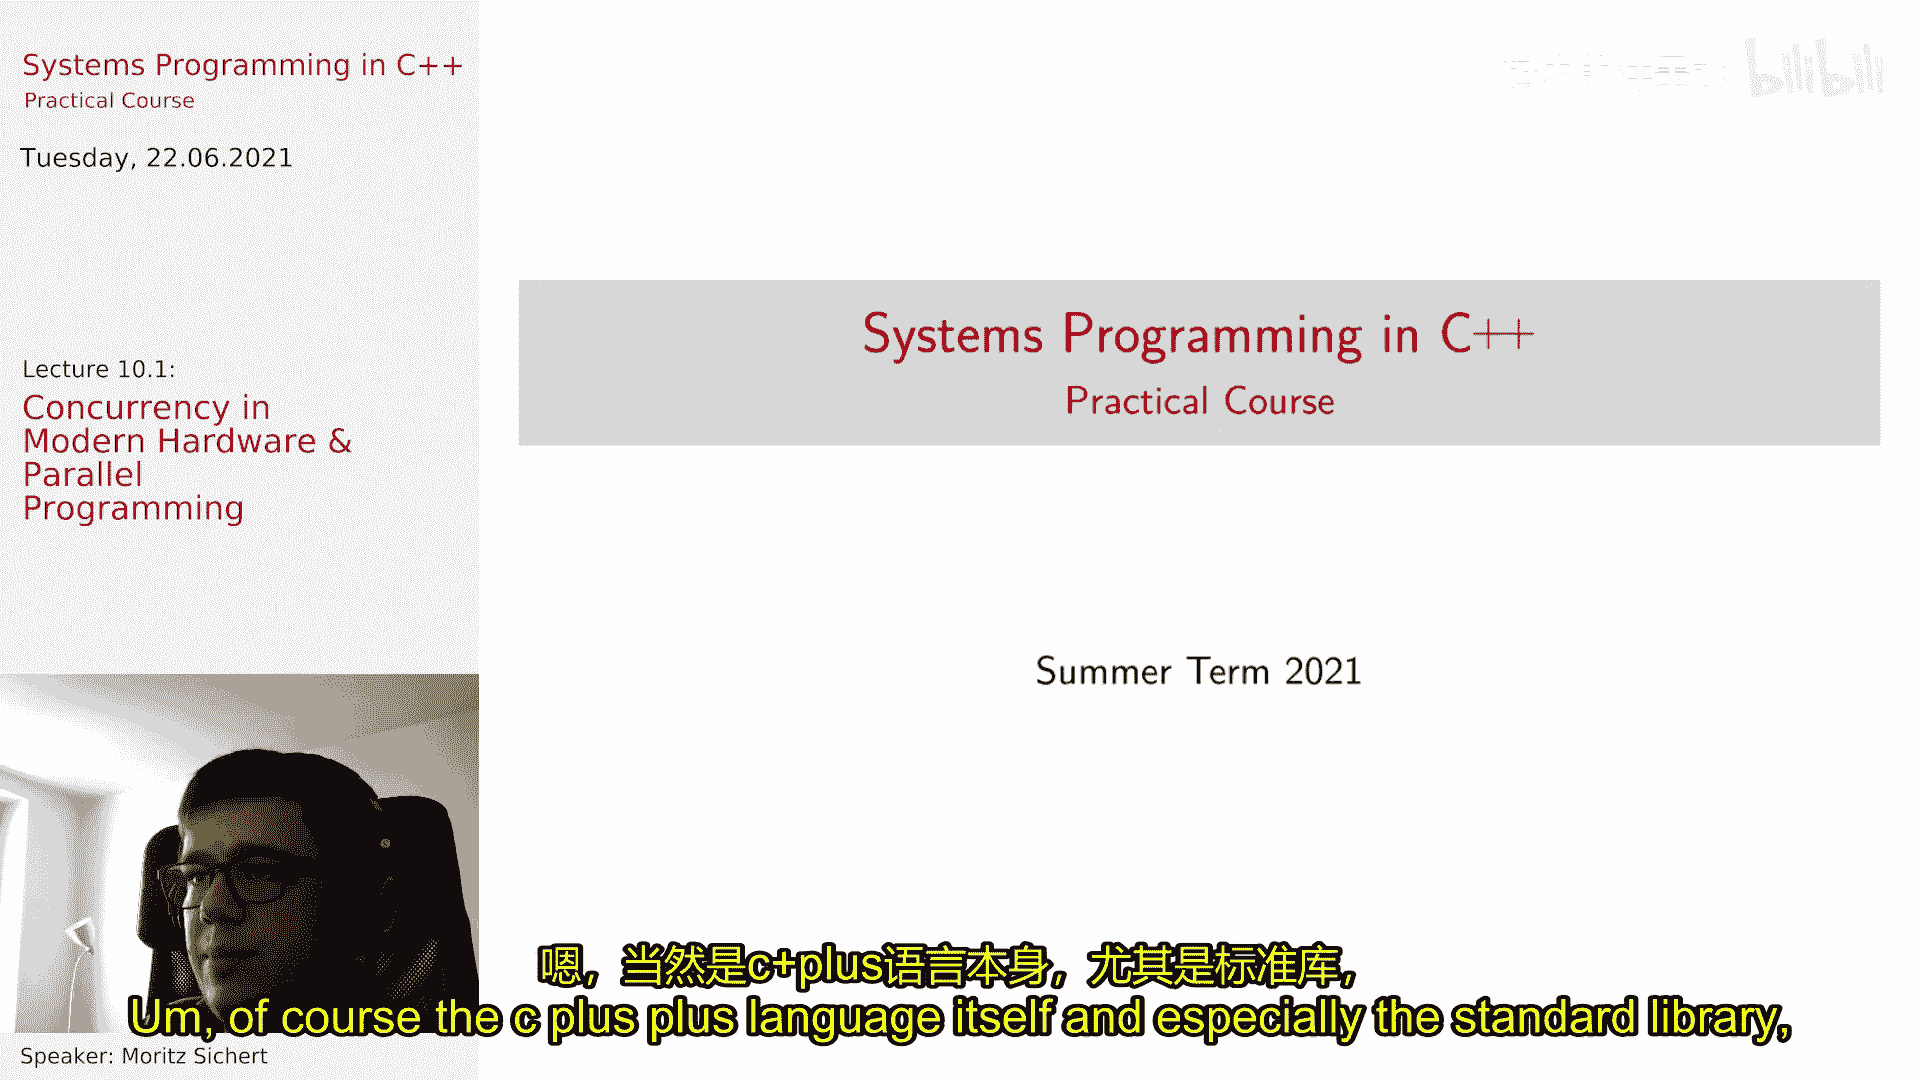 Systems Programming in C++
Practical Course
Tuesday, 22.06.2021
Lecture 10.1:
Concurrency in
Modern Hardware &
Parallel
Programming
bilibili
Systems Programming in C++
Practical Course
Summer Term 2021
嗯，当然是c+plus语言本身，尤其是标准库，
Um, of course the c plus plus language itself and especially the standard library,
Speaker: Moritz Sichert